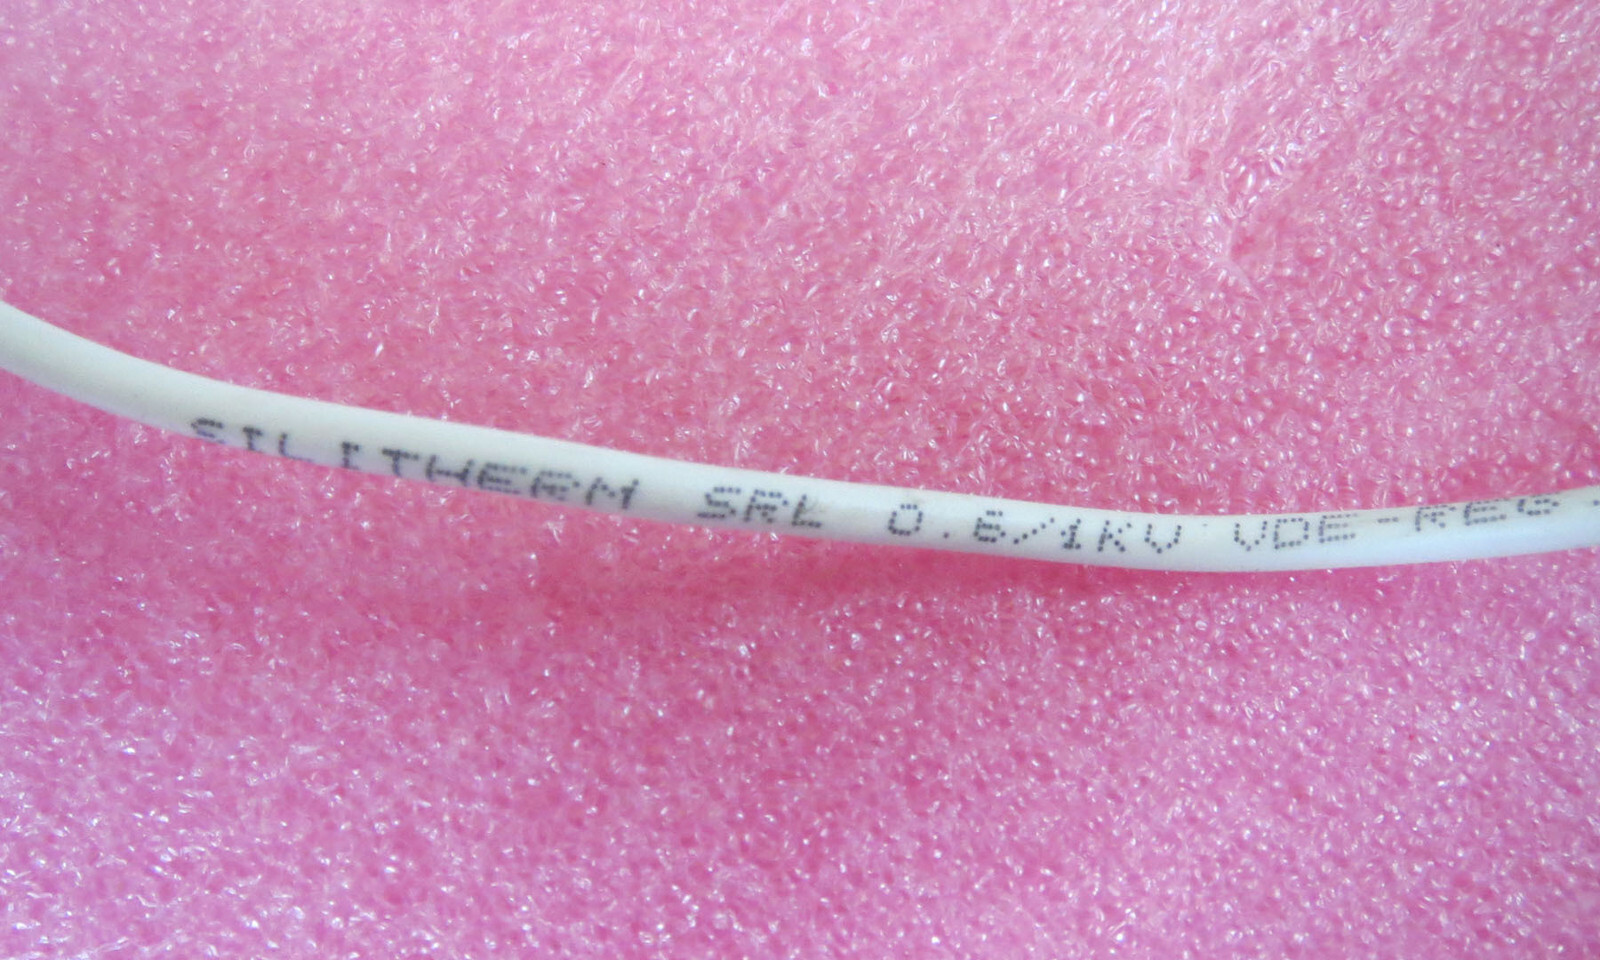 SILITHERM SRL 0.6/1KV VDE-REG